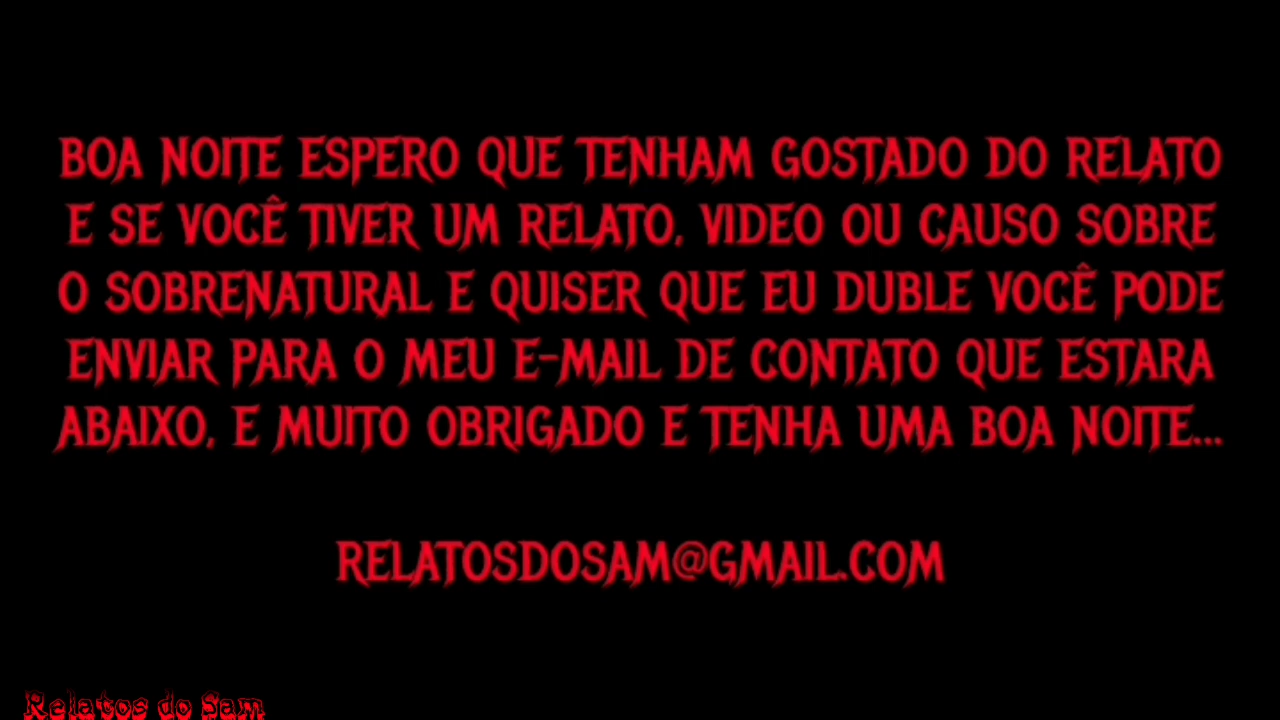 BOA NOITE ESPERO QUE TENHAM GOSTADO DO RELATO
E SE VOCÊ TIVER UM RELATO, VIDEO OU CAUSO SOBRE
O SOBRENATURAL E QUISER QUE EU DUBLE VOCÊ PODE
ENVIAR PARA O MEU E-MAIL DE CONTATO QUE ESTARA
ABAIXO, E MUITO OBRIGADO E TENHA UMA BOA NOITE...
RELATOSDOSAM@GMAIL.COM
Relatos do Sam